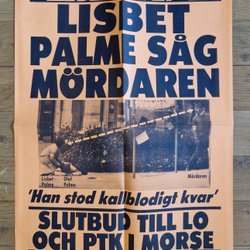 LISBET
PALME SÅG
MÖRDAREN
Lisbet Palme
Olof Palme
Mördaren
'Han stod kallblodigt kvar'
SLUTBUD TILL LO
OCH PTK I MORSE